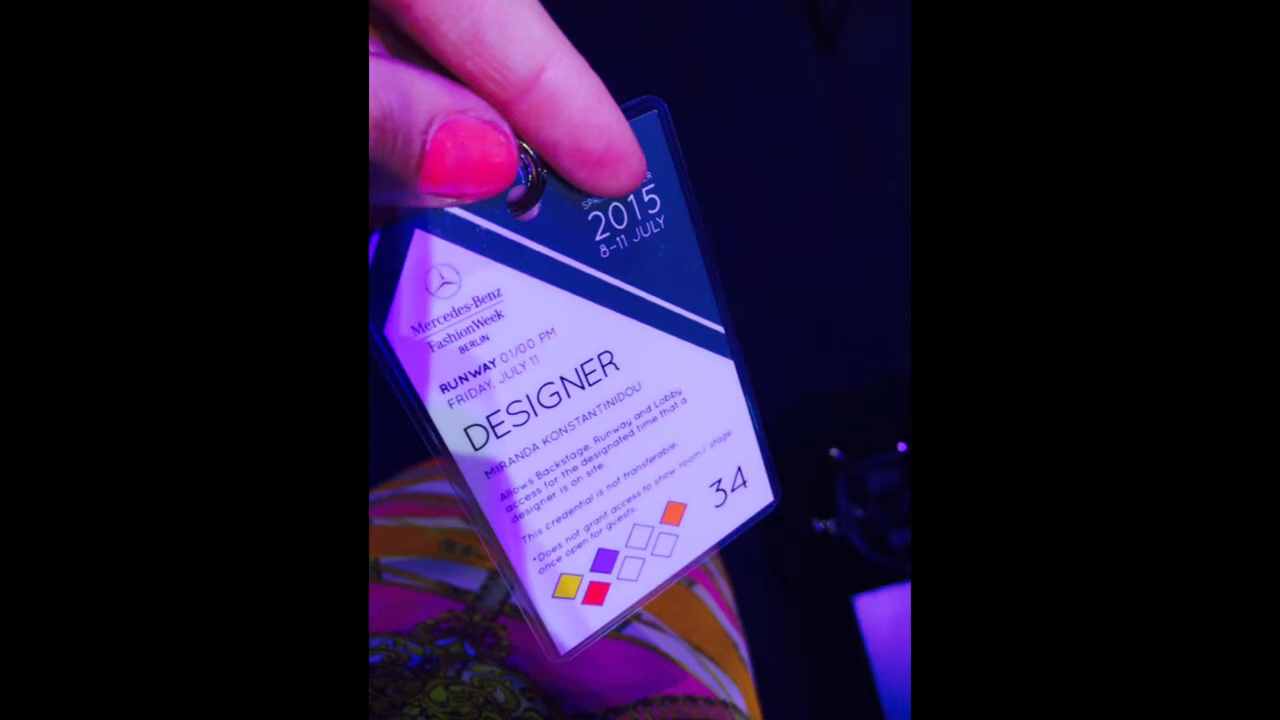 2015
8-11 JULY
Mercedes-Benz
FashionWeek
BERLIN
RUNWAY 01/00 PM
FRIDAY, JULY 11
DESIGNER
MIRANDA KONSTANTINIDOU
Allows Backstage, Runway and Lobby
access for the designated time that a
designer is on site.
This credential is not transferable.
*Does not grant access to show room / stage
once open for guests.
34